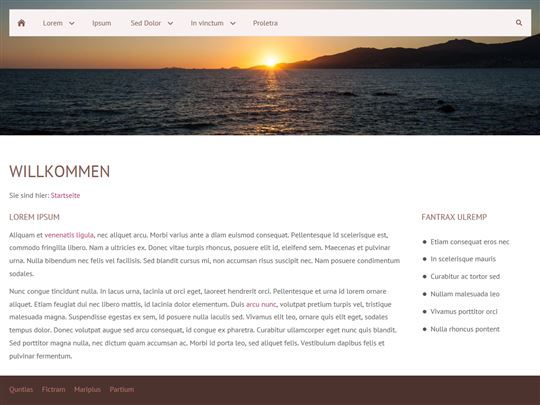 Lorem Ipsum Sed Dolor In vinctum Proletra
WILLKOMMEN
Sie sind hier: Startseite
LOREM IPSUM
Aliquam et venenatis ligula, nec aliquet arcu. Morbi varius ante a diam euismod consequat. Pellentesque id scelerisque est,
commodo fringilla libero. Nam a ultricies ex. Donec vitae turpis rhoncus, posuere elit id, eleifend sem. Maecenas et pulvinar
urna. Nulla bibendum nec felis vel facilisis. Sed blandit cursus mi, non accumsan risus suscipit nec. Nam posuere condimentum
sodales.
Nunc congue tincidunt nulla. In lacus urna, lacinia ut orci eget, laoreet hendrerit orci. Pellentesque et urna id lorem ornare
aliquet. Etiam feugiat dui nec libero mattis, id lacinia dolor elementum. Duis arcu nunc, volutpat pretium turpis vel, tristique
malesuada magna. Suspendisse egestas ex sem, id posuere nulla iaculis sed. Vivamus elit leo, ornare quis elit eget, sodales
tempus dolor. Donec volutpat augue sed arcu consequat, id congue ex pharetra. Curabitur ullamcorper eget nunc quis blandit.
Sed porttitor magna nulla, nec dictum quam accumsan ac. Morbi id porta leo, sed aliquet felis. Vestibulum dapibus felis et
pulvinar fermentum.
FANTAX ULREMP
Etiam consequat eros nec
In scelerisque mauris
Curabitur ac tortor sed
Nullam malesuada leo
Vivamus porttitor orci
Nulla rhoncus pontent
Quntias Fictram Mariplus Partium